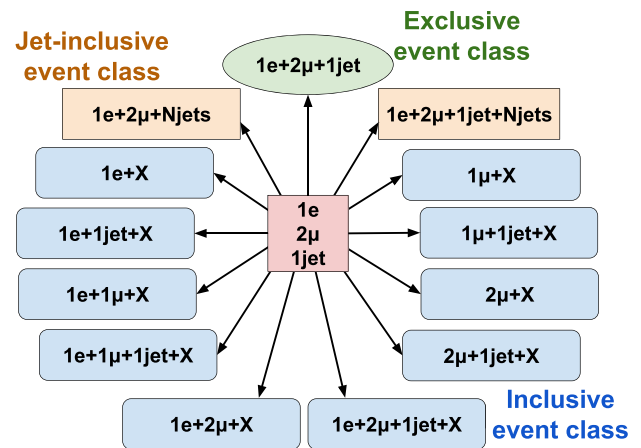 Exclusive
event class
Jet-inclusive
event class
1e+2μ+1jet
1e+2μ+Njets
1e+2μ+1jet+Njets
1e+X
1μ+X
1e
2μ
1jet
1e+1jet+X
1μ+1jet+X
1e+1μ+X
2μ+X
1e+1μ+1jet+X
2μ+1jet+X
1e+2μ+X
1e+2μ+1jet+X
Inclusive
event class